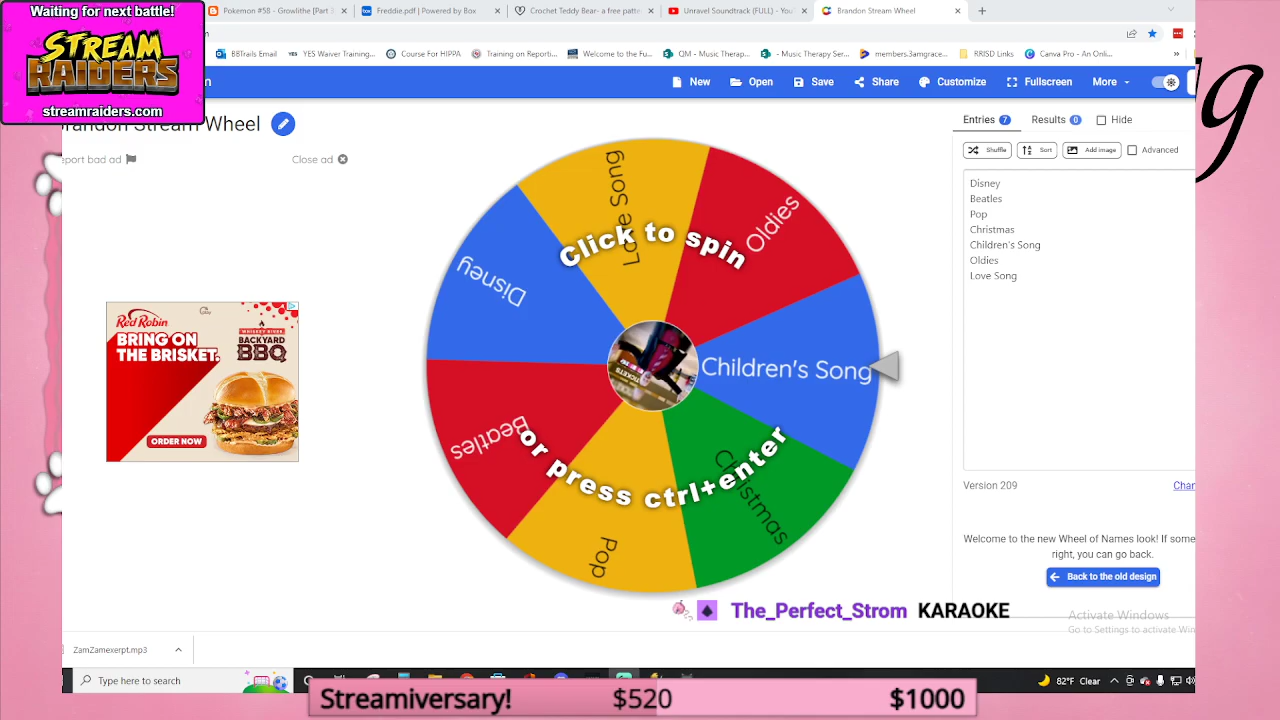 Waiting for next battle!
STREAM
RAIDERS
streamraiders.com
Pokemon #58 - Growlithe [Part
Freddie.pdf | Powered by Box
Crochet Teddy Bear- a free patte
Unravel Soundtrack (FULL) - You
Brandon Stream Wheel
BBTrails Email
YES Waiver Training...
Course For HIPPA
Training on Reporti...
Welcome to the Fu...
QM - Music Therap...
- Music Therapy Ser...
members.3amgrace...
RRISD Links
Canva Pro - An Onli...
New
Open
Save
Share
Customize
Fullscreen
More
Brandon Stream Wheel
eport bad ad
Close ad
Entries 7
Results 0
Hide
Shuffle
Sort
Add image
Advanced
Disney
Beatles
Pop
Christmas
Children's Song
Oldies
Love Song
Click to spin
or press ctrl+enter
Love Song
Oldies
Children's Song
Christmas
Pop
Beatles
Disney
Red Robin
BRING ON
THE BRISKET.
WHISKEY RIVER
BACKYARD
BBQ
ORDER NOW
Version 209
Chan
Welcome to the new Wheel of Names look! If some
right, you can go back.
Back to the old design
The_Perfect_Strom KARAOKE
Activate Windows
Go to Settings to activate Win
ZamZamexerpt.mp3
Type here to search
82°F Clear
Streamiversary! $520 $1000
g